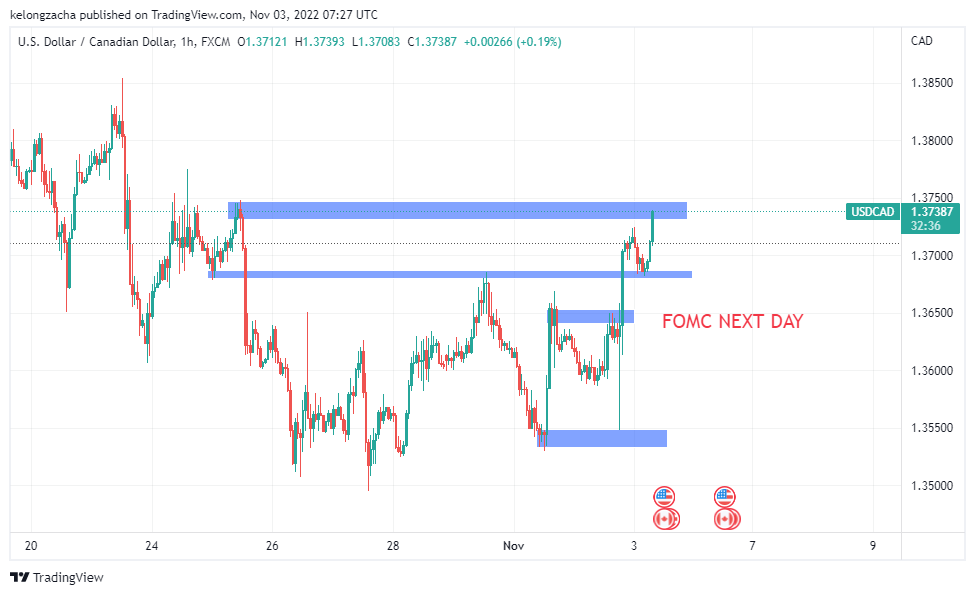 kelongzacha published on TradingView.com, Nov 03, 2022 07:27 UTC
U.S. Dollar / Canadian Dollar, 1h, FXCM O1.37121 H1.37393 L1.37083 C1.37387 +0.00266 (+0.19%)
CAD
1.38500
1.38000
1.37500
USDCAD 1.37387
32:36
1.37000
1.36500
FOMC NEXT DAY
1.36000
1.35500
1.35000
20 24 26 28 Nov 3 7 9
TradingView